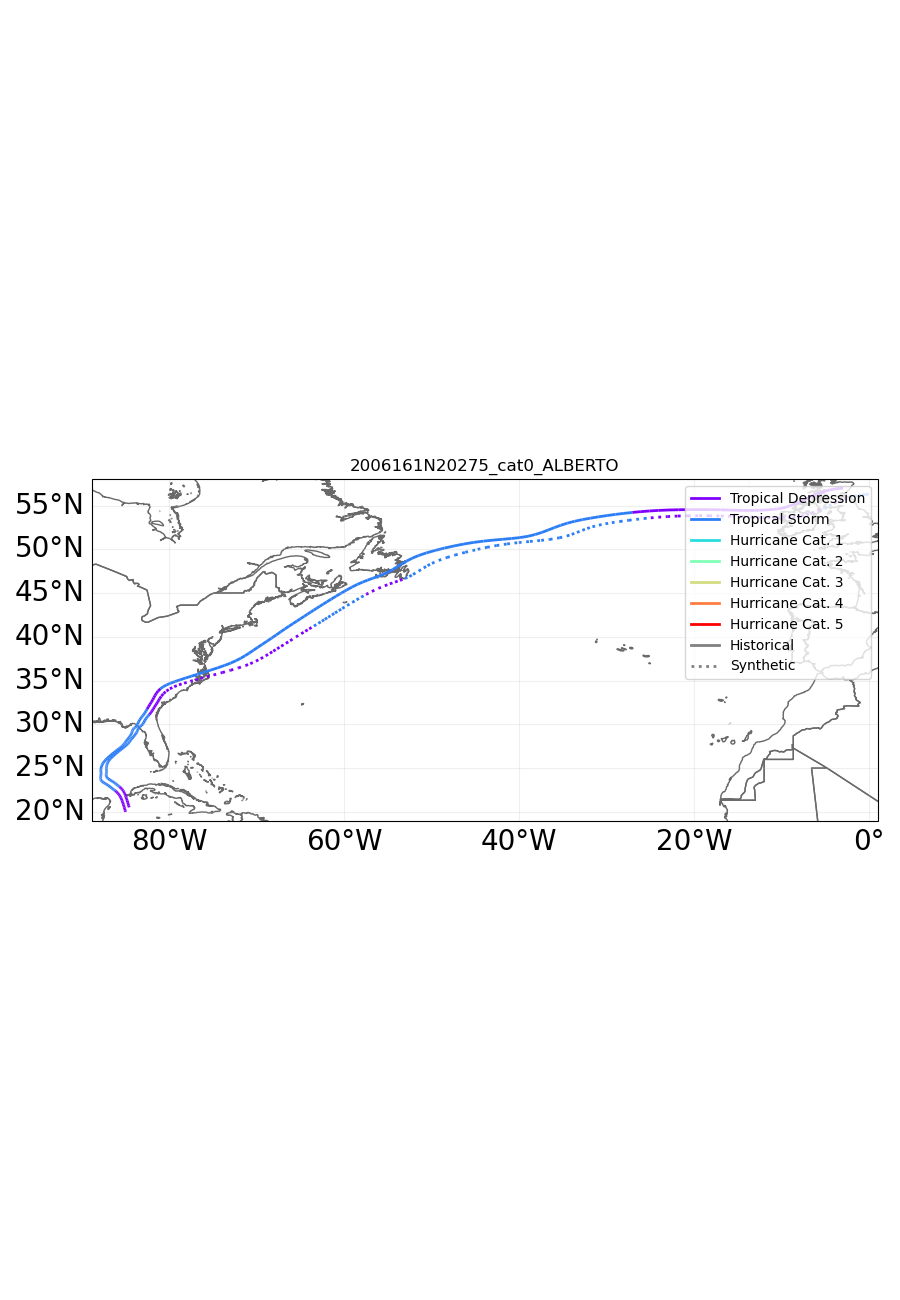 2006161N20275_cat0_ALBERTO
55°N
50°N
45°N
40°N
35°N
30°N
25°N
20°N
80°W
60°W
40°W
20°W
0°
Tropical Depression
Tropical Storm
Hurricane Cat. 1
Hurricane Cat. 2
Hurricane Cat. 3
Hurricane Cat. 4
Hurricane Cat. 5
Historical
Synthetic